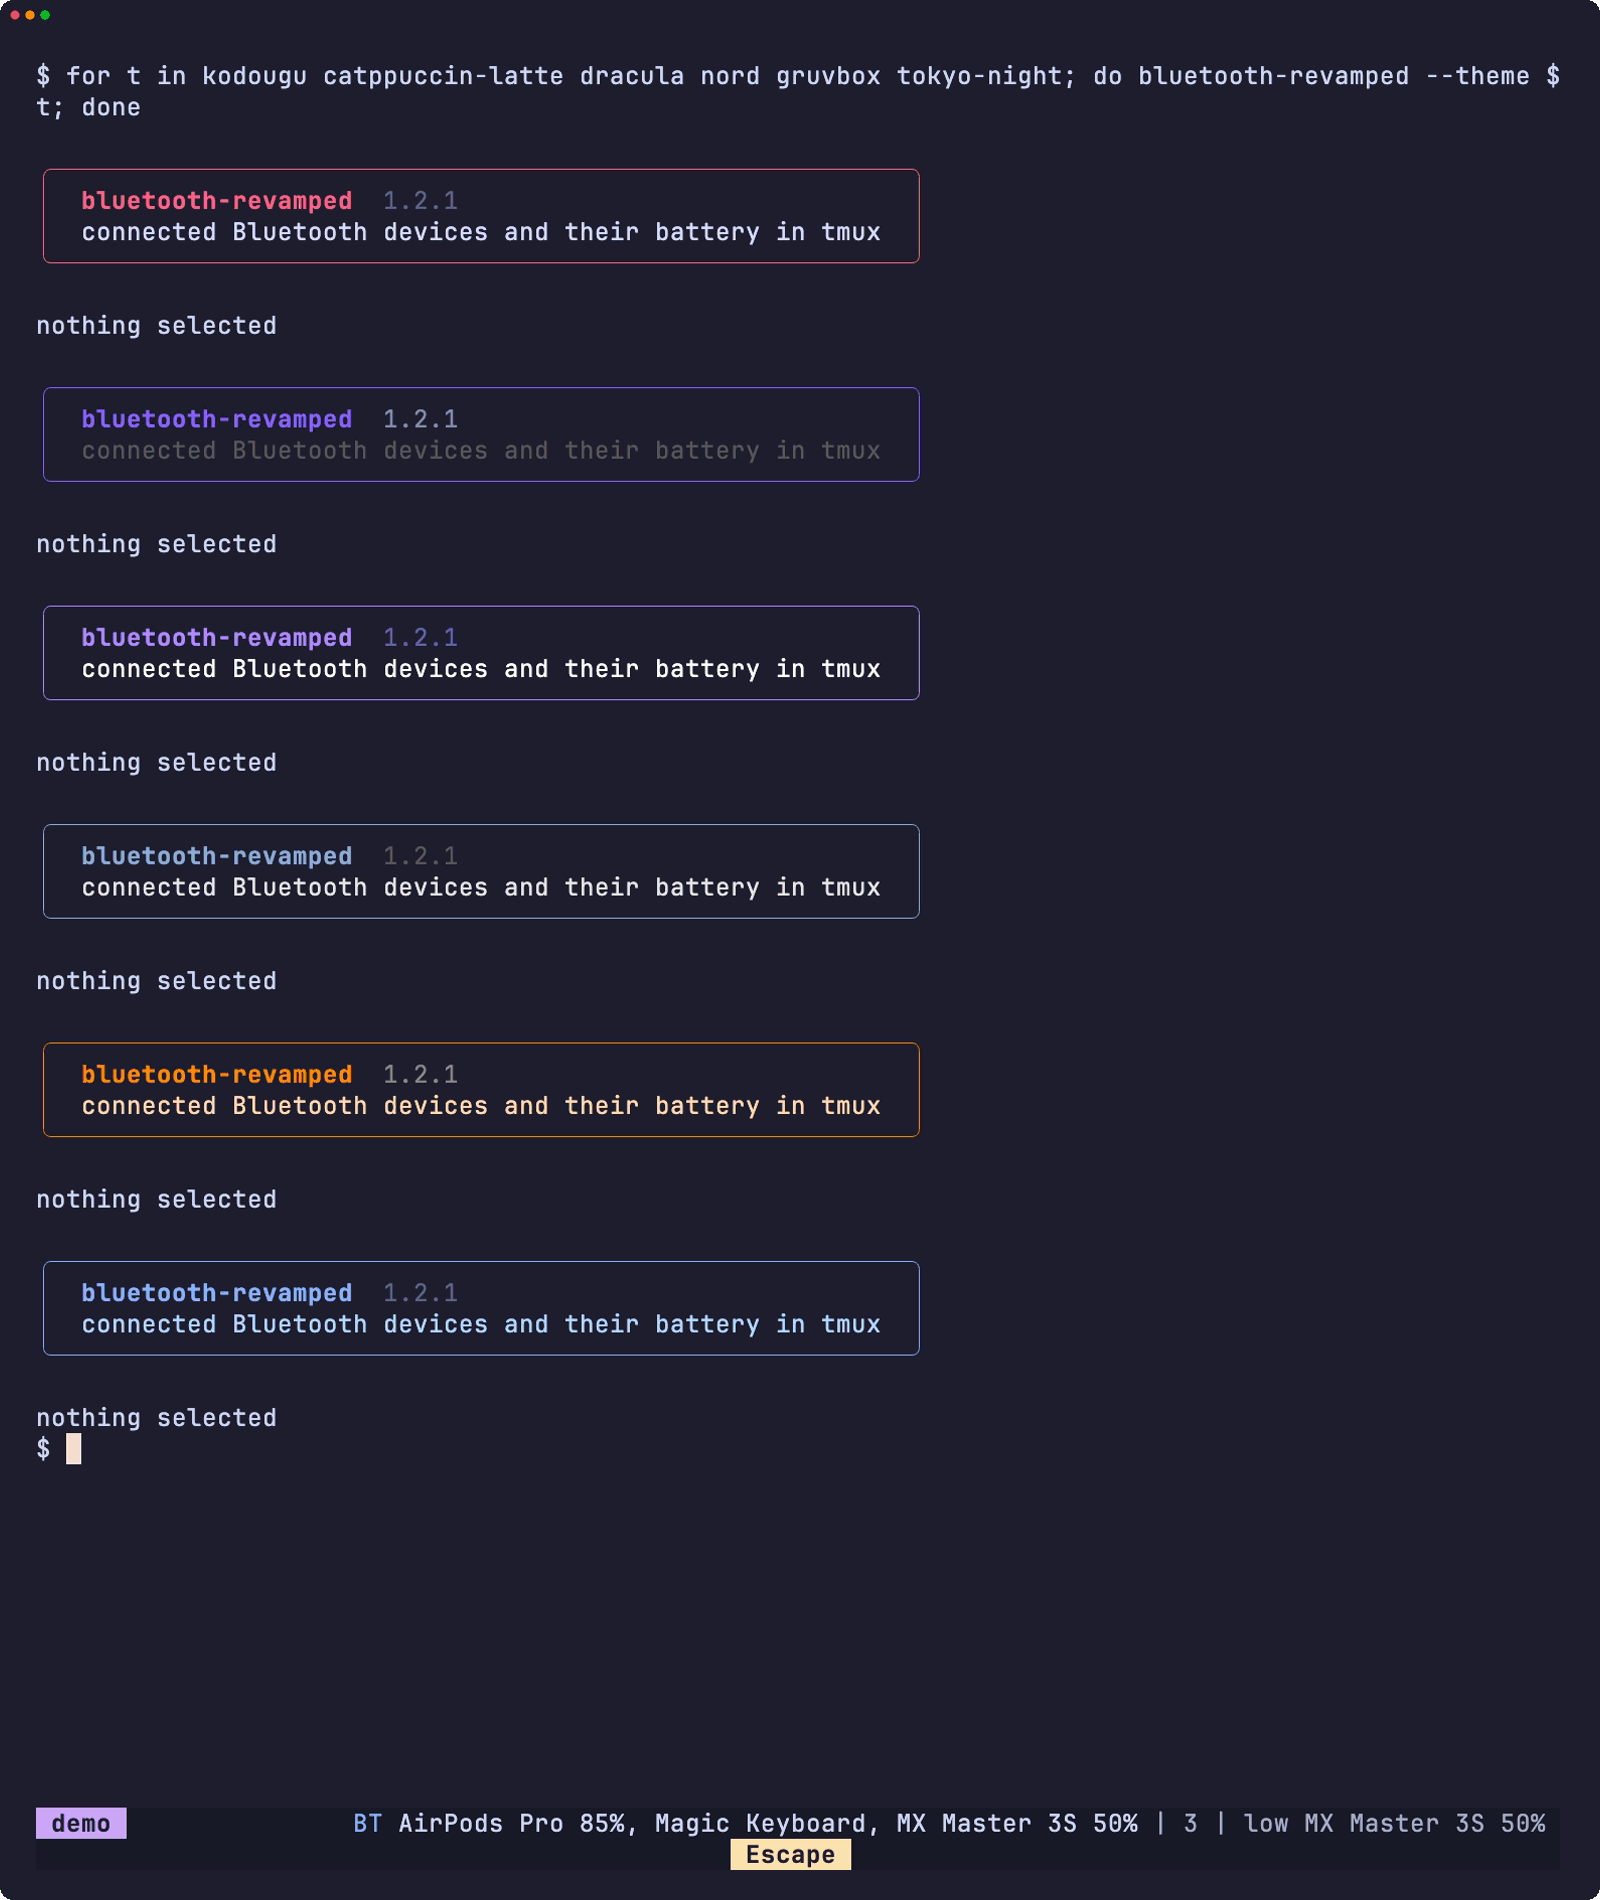 $ for t in kodougu catppuccin-latte dracula nord gruvbox tokyo-night; do bluetooth-revamped --theme $
t; done
bluetooth-revamped  1.2.1
connected Bluetooth devices and their battery in tmux
nothing selected
bluetooth-revamped  1.2.1
connected Bluetooth devices and their battery in tmux
nothing selected
bluetooth-revamped  1.2.1
connected Bluetooth devices and their battery in tmux
nothing selected
bluetooth-revamped  1.2.1
connected Bluetooth devices and their battery in tmux
nothing selected
bluetooth-revamped  1.2.1
connected Bluetooth devices and their battery in tmux
nothing selected
bluetooth-revamped  1.2.1
connected Bluetooth devices and their battery in tmux
nothing selected
$
demo BT AirPods Pro 85%, Magic Keyboard, MX Master 3S 50% | 3 | low MX Master 3S 50%
Escape